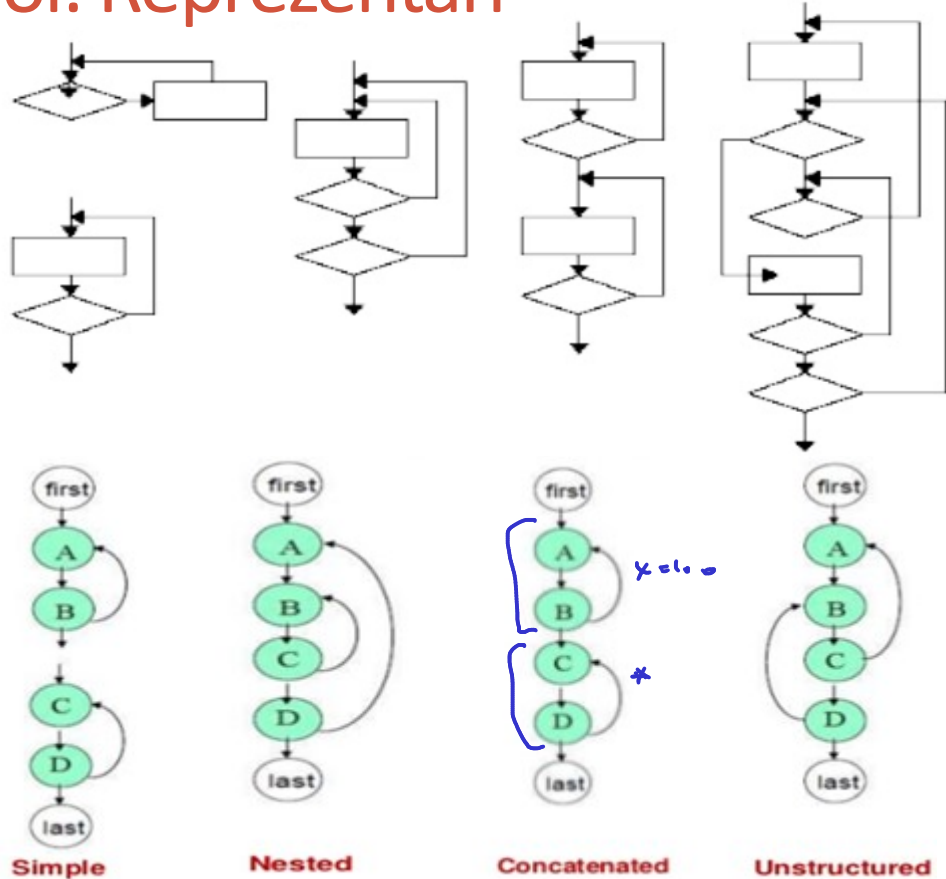 first
A
B
C
D
last
Simple
first
A
B
C
D
last
Nested
first
A
B
C
D
last
Concatenated
first
A
B
C
D
last
Unstructured
*